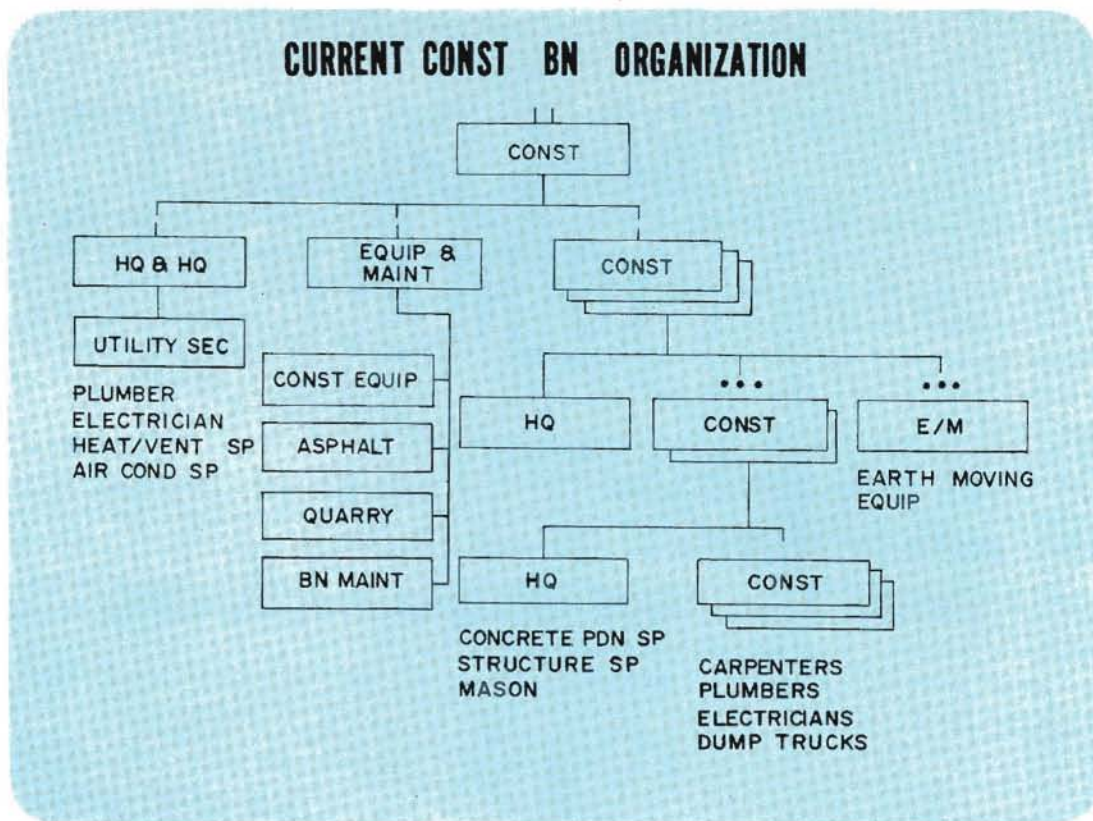 CURRENT CONST BN ORGANIZATION
CONST
HQ & HQ
EQUIP &
MAINT
CONST
UTILITY SEC
PLUMBER
ELECTRICIAN
HEAT/VENT SP
AIR COND SP
CONST EQUIP
ASPHALT
QUARRY
BN MAINT
HQ
CONST
E/M
EARTH MOVING
EQUIP
HQ
CONST
CONCRETE PDN SP
STRUCTURE SP
MASON
CARPENTERS
PLUMBERS
ELECTRICIANS
DUMP TRUCKS